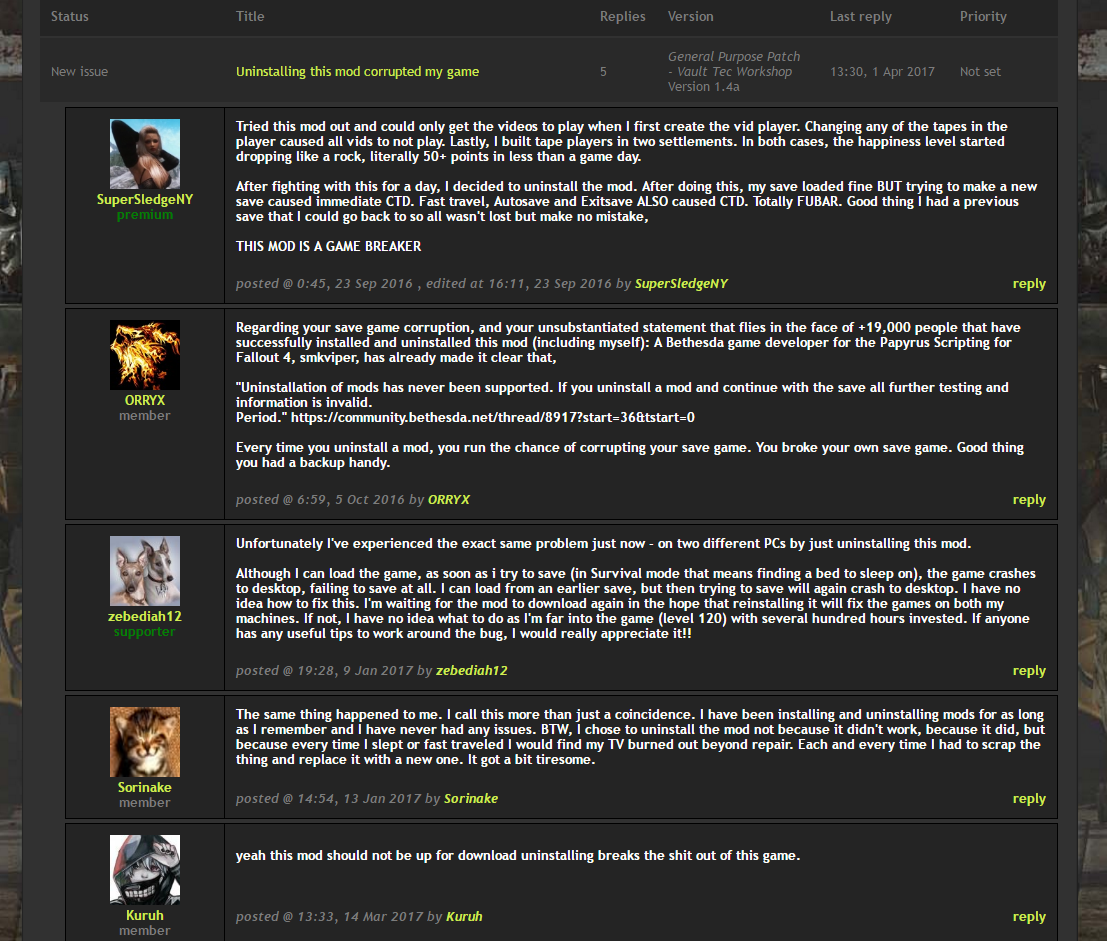 Status Title Replies Version Last reply Priority
New issue Uninstalling this mod corrupted my game 5 General Purpose Patch - Vault Tec Workshop Version 1.4a 13:30, 1 Apr 2017 Not set
SuperSledgeNY
premium
Tried this mod out and could only get the videos to play when I first create the vid player. Changing any of the tapes in the
player caused all vids to not play. Lastly, I built tape players in two settlements. In both cases, the happiness level started
dropping like a rock, literally 50+ points in less than a game day.
After fighting with this for a day, I decided to uninstall the mod. After doing this, my save loaded fine BUT trying to make a new
save caused immediate CTD. Fast travel, Autosave and Exitsave ALSO caused CTD. Totally FUBAR. Good thing I had a previous
save that I could go back to so all wasn't lost but make no mistake,
THIS MOD IS A GAME BREAKER
posted @ 0:45, 23 Sep 2016 , edited at 16:11, 23 Sep 2016 by SuperSledgeNY reply
ORRYX
member
Regarding your save game corruption, and your unsubstantiated statement that flies in the face of +19,000 people that have
successfully installed and uninstalled this mod (including myself): A Bethesda game developer for the Papyrus Scripting for
Fallout 4, smkviper, has already made it clear that,
"Uninstallation of mods has never been supported. If you uninstall a mod and continue with the save all further testing and
information is invalid.
Period." https://community.bethesda.net/thread/8917?start=36&tstart=0
Every time you uninstall a mod, you run the chance of corrupting your save game. You broke your own save game. Good thing
you had a backup handy.
posted @ 6:59, 5 Oct 2016 by ORRYX reply
zebediah12
supporter
Unfortunately I've experienced the exact same problem just now - on two different PCs by just uninstalling this mod.
Although I can load the game, as soon as i try to save (in Survival mode that means finding a bed to sleep on), the game crashes
to desktop, failing to save at all. I can load from an earlier save, but then trying to save will again crash to desktop. I have no
idea how to fix this. I'm waiting for the mod to download again in the hope that reinstalling it will fix the games on both my
machines. If not, I have no idea what to do as I'm far into the game (level 120) with several hundred hours invested. If anyone
has any useful tips to work around the bug, I would really appreciate it!!
posted @ 19:28, 9 Jan 2017 by zebediah12 reply
Sorinake
member
The same thing happened to me. I call this more than just a coincidence. I have been installing and uninstalling mods for as long
as I remember and I have never had any issues. BTW, I chose to uninstall the mod not because it didn't work, because it did, but
because every time I slept or fast traveled I would find my TV burned out beyond repair. Each and every time I had to scrap the
thing and replace it with a new one. It got a bit tiresome.
posted @ 14:54, 13 Jan 2017 by Sorinake reply
Kuruh
member
yeah this mod should not be up for download uninstalling breaks the shit out of this game.
posted @ 13:33, 14 Mar 2017 by Kuruh reply